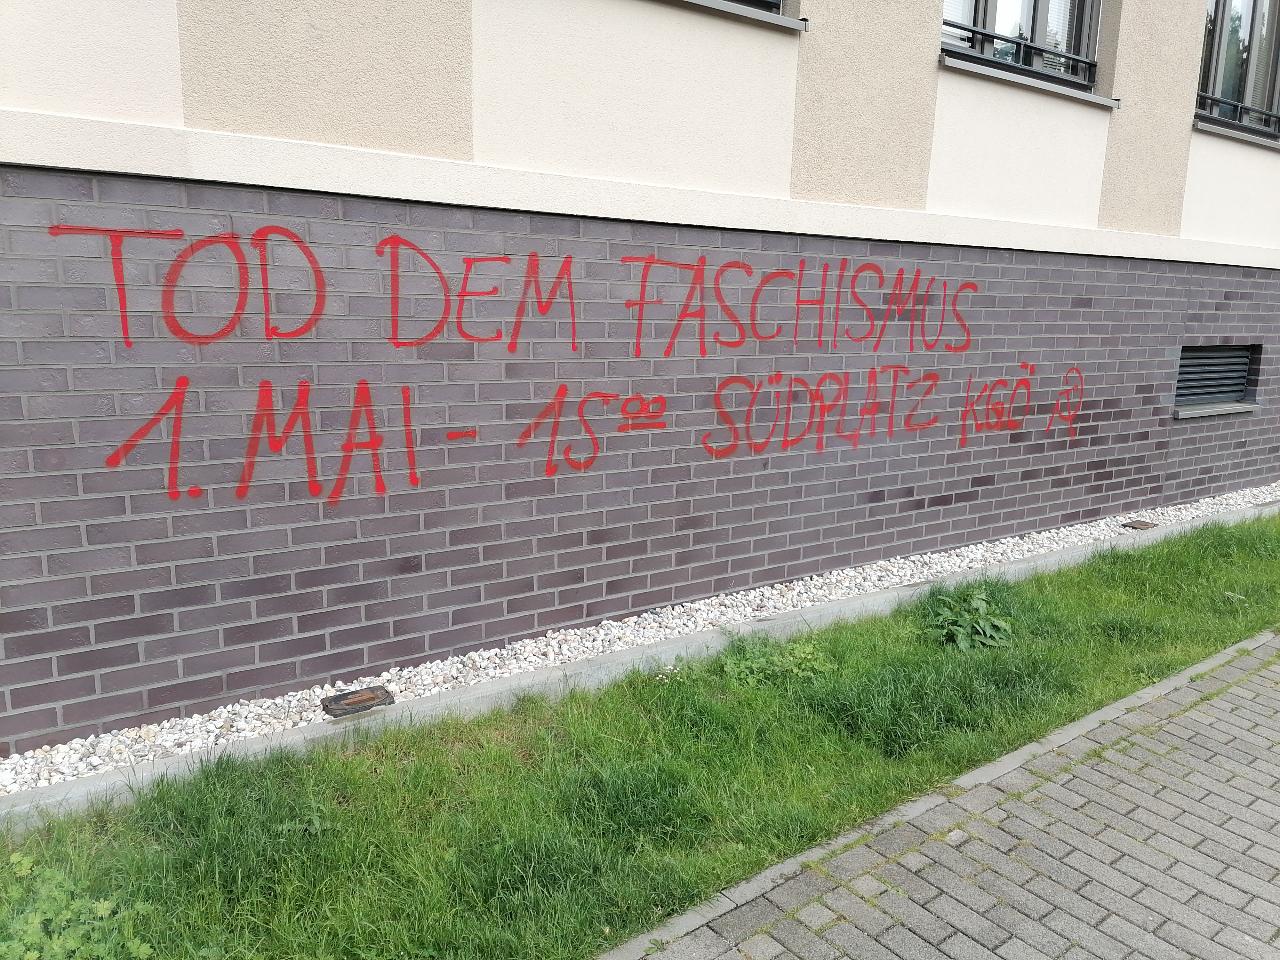 TOD DEM FASCHISMUS
1. MAI - 15⁰⁰ SÜDPLATZ KGÖ ☭